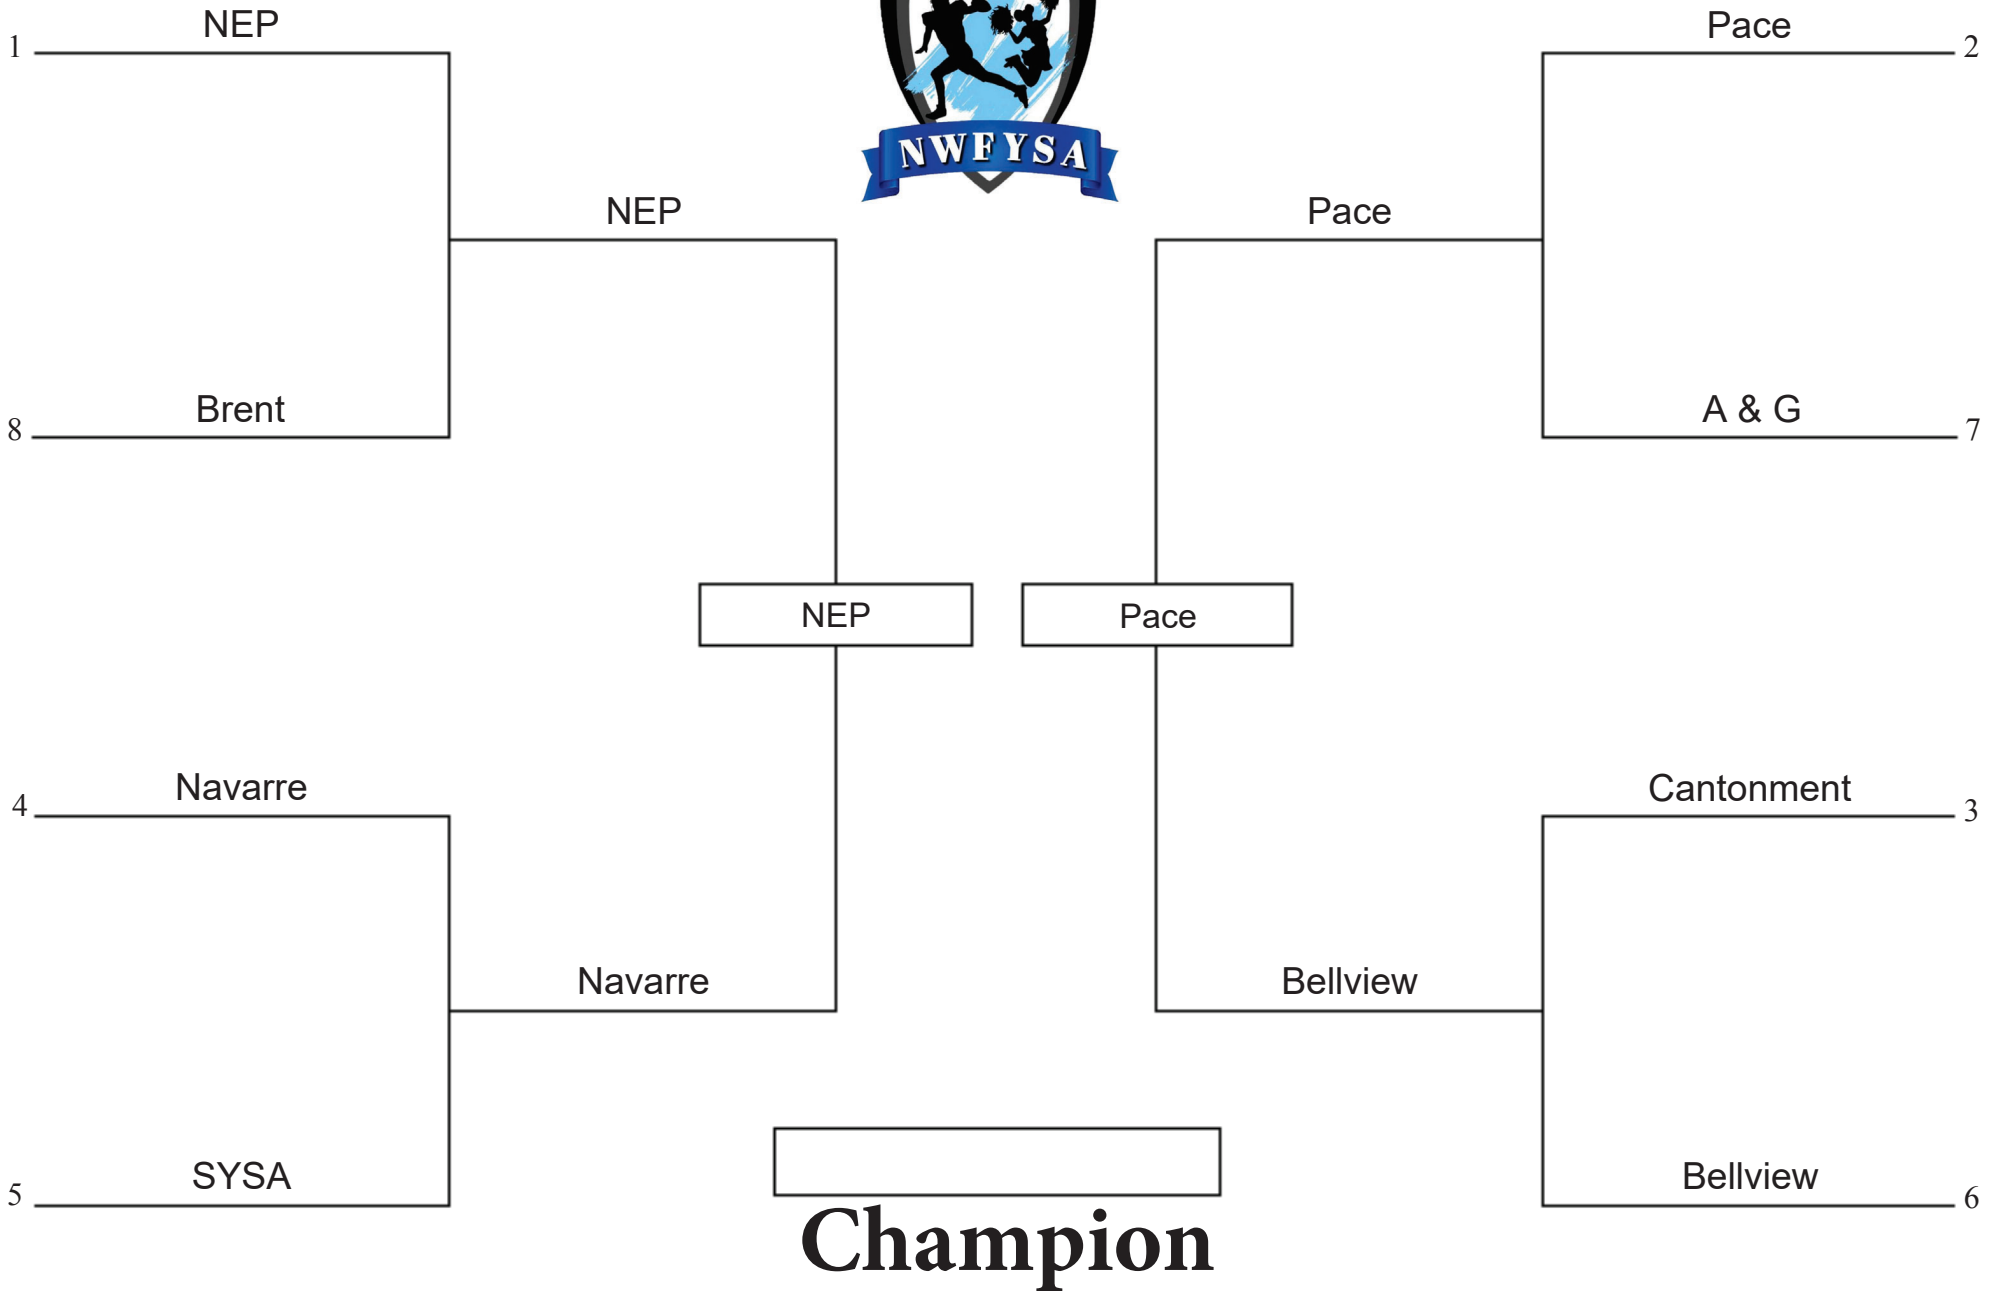 NEP
1
Pace
2
NWFYSA
NEP
Pace
Brent
8
A & G
7
NEP
Pace
Navarre
4
Cantonment
3
Navarre
Bellview
SYSA
5
Bellview
6
Champion